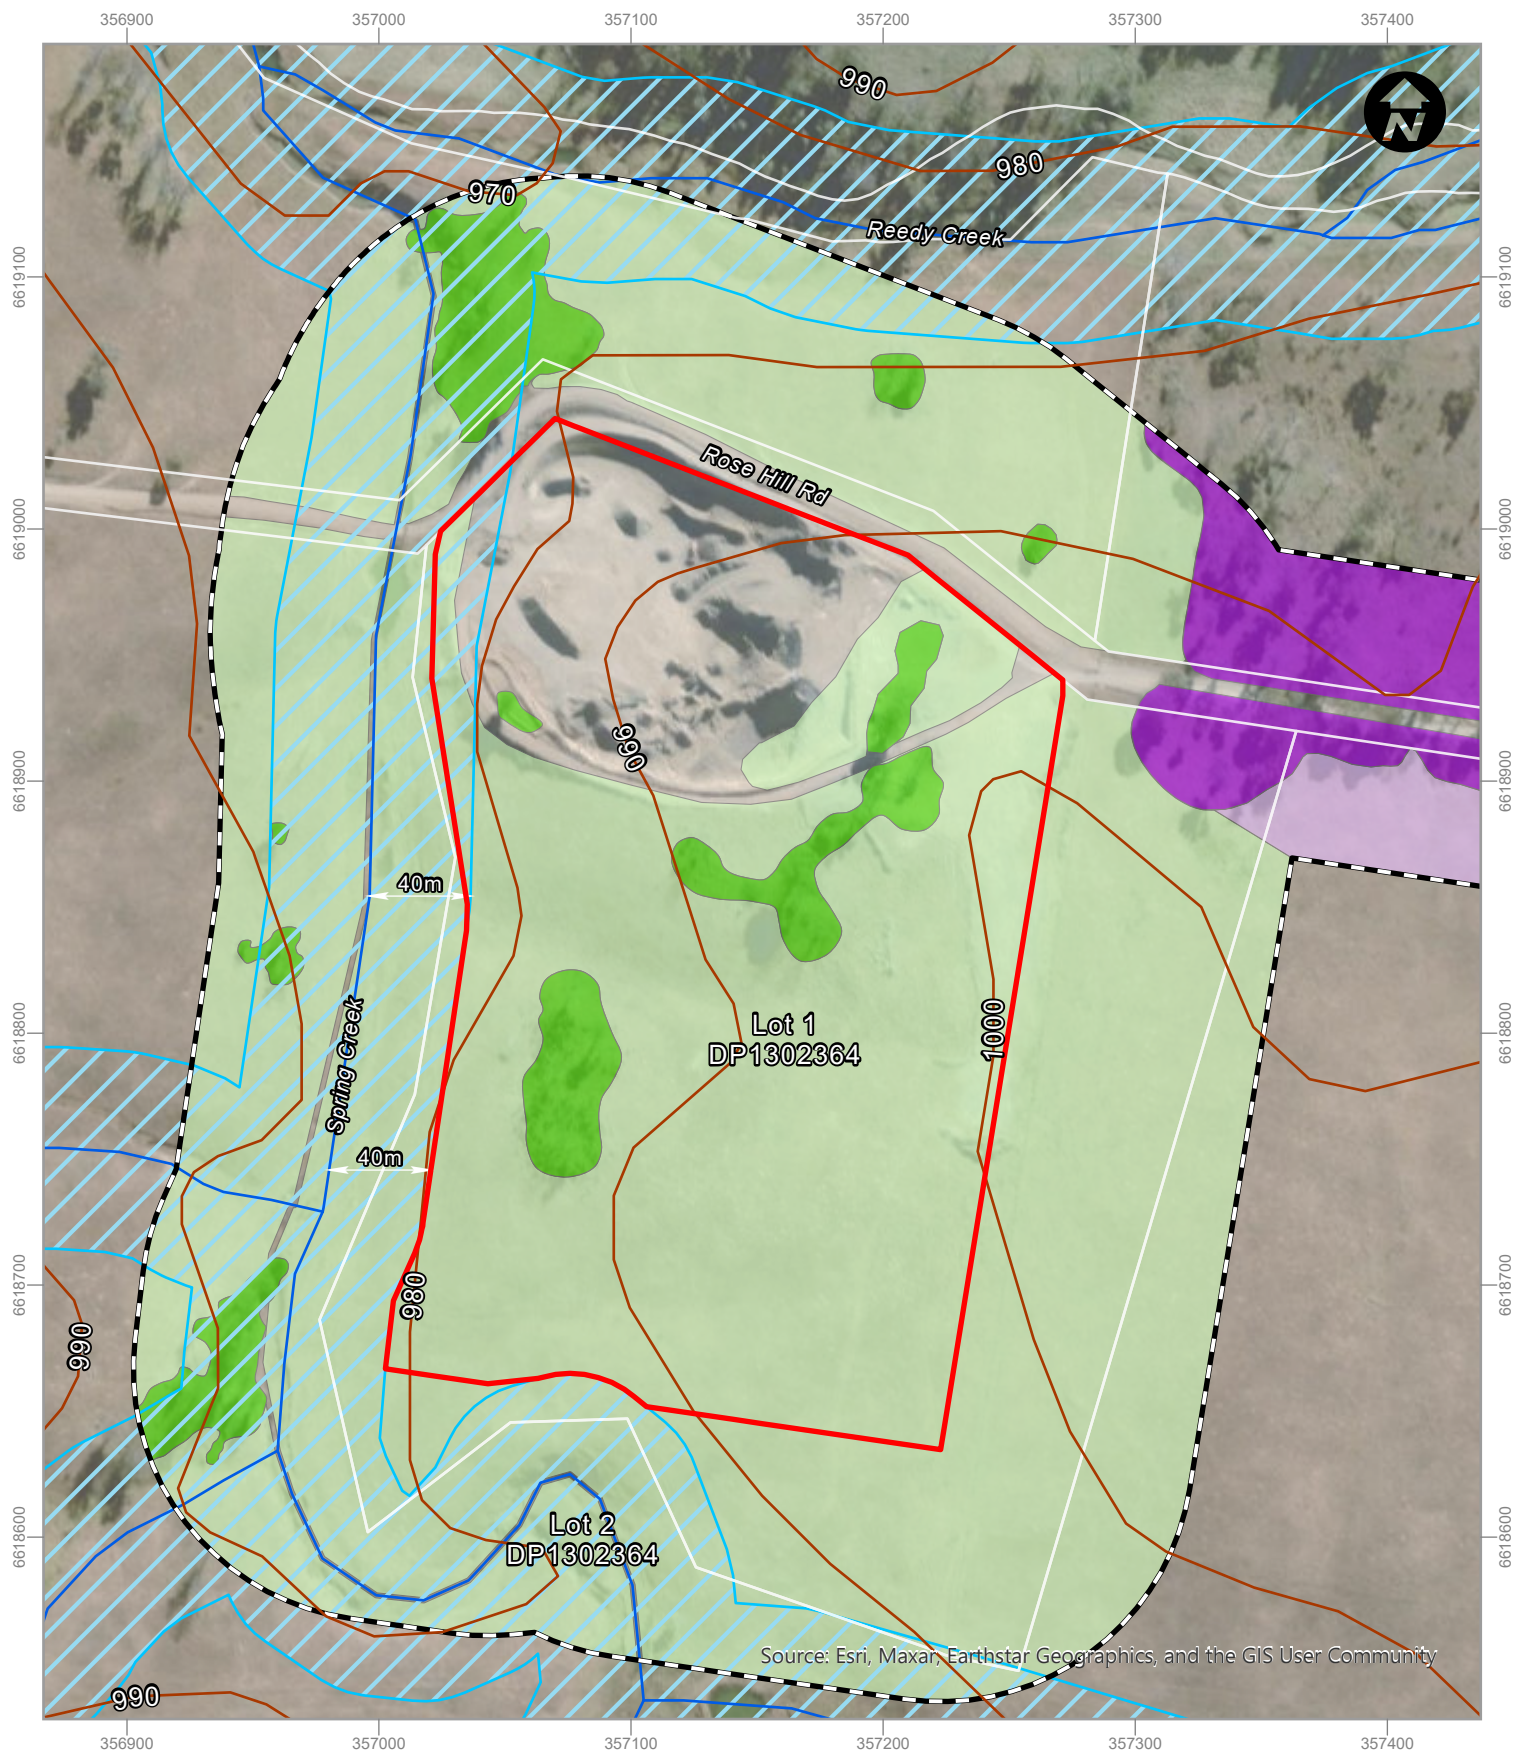 356900 357000 357100 357200 357300 357400
990
N
980
970
Reedy Creek
6619100 6619100
Rose Hill Rd
6619000 6619000
990
6618900 6618900
40m
1000
Lot 1
DP1302364
6618800 6618800
Spring Creek
40m
980
6618700 6618700
990
Lot 2
DP1302364
6618600 6618600
Source: Esri, Maxar, Earthstar Geographics, and the GIS User Community
990
356900 357000 357100 357200 357300 357400